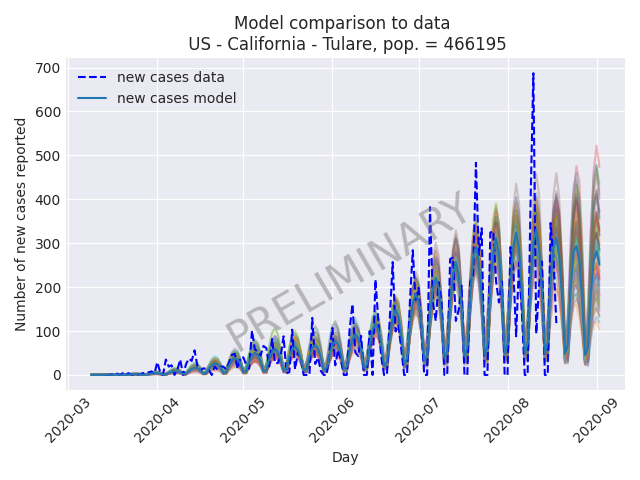 Model comparison to data
US - California - Tulare, pop. = 466195
new cases data
new cases model
Number of new cases reported
700
600
500
400
300
200
100
0
PRELIMINARY
2020-03
2020-04
2020-05
2020-06
2020-07
2020-08
2020-09
Day